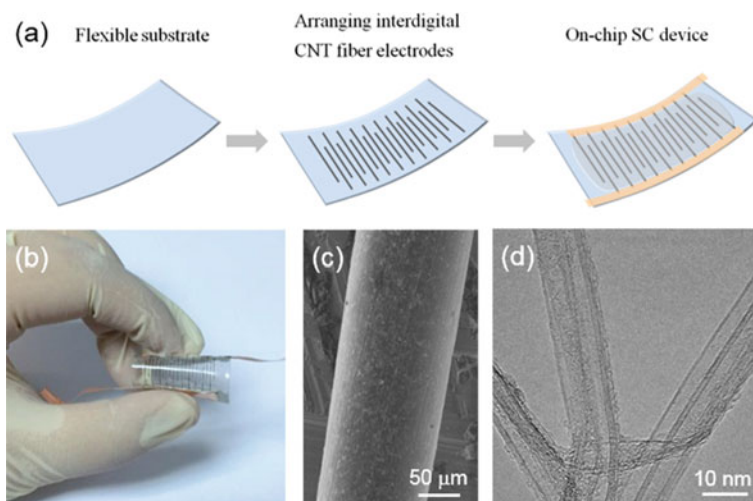 (a)
Flexible substrate
Arranging interdigital
CNT fiber electrodes
On-chip SC device
(b)
(c)
50 μm
(d)
10 nm